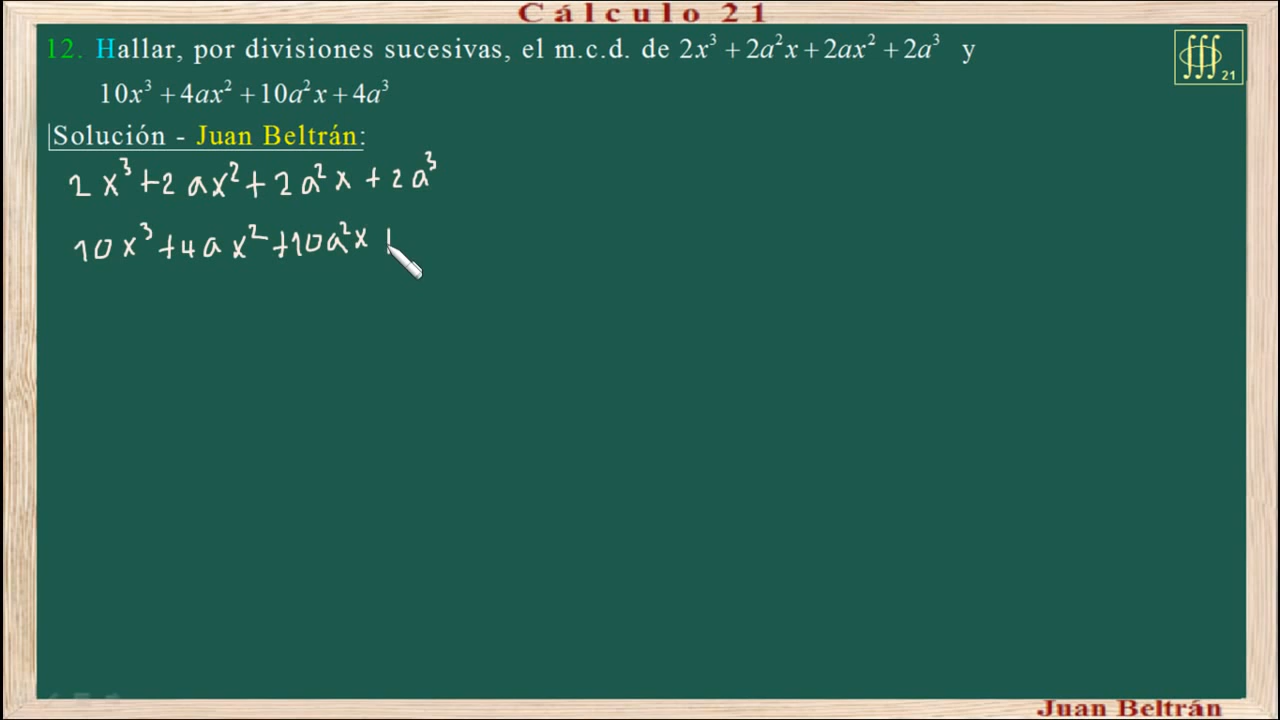 Cálculo 21
12. Hallar, por divisiones sucesivas, el m.c.d. de 2x³ + 2a²x + 2ax² + 2a³ y
10x³ + 4ax² + 10a²x + 4a³
21
Solución - Juan Beltrán:
2x³ + 2ax² + 2a²x + 2a³
10x³ + 4ax² + 10a²x
Juan Beltrán